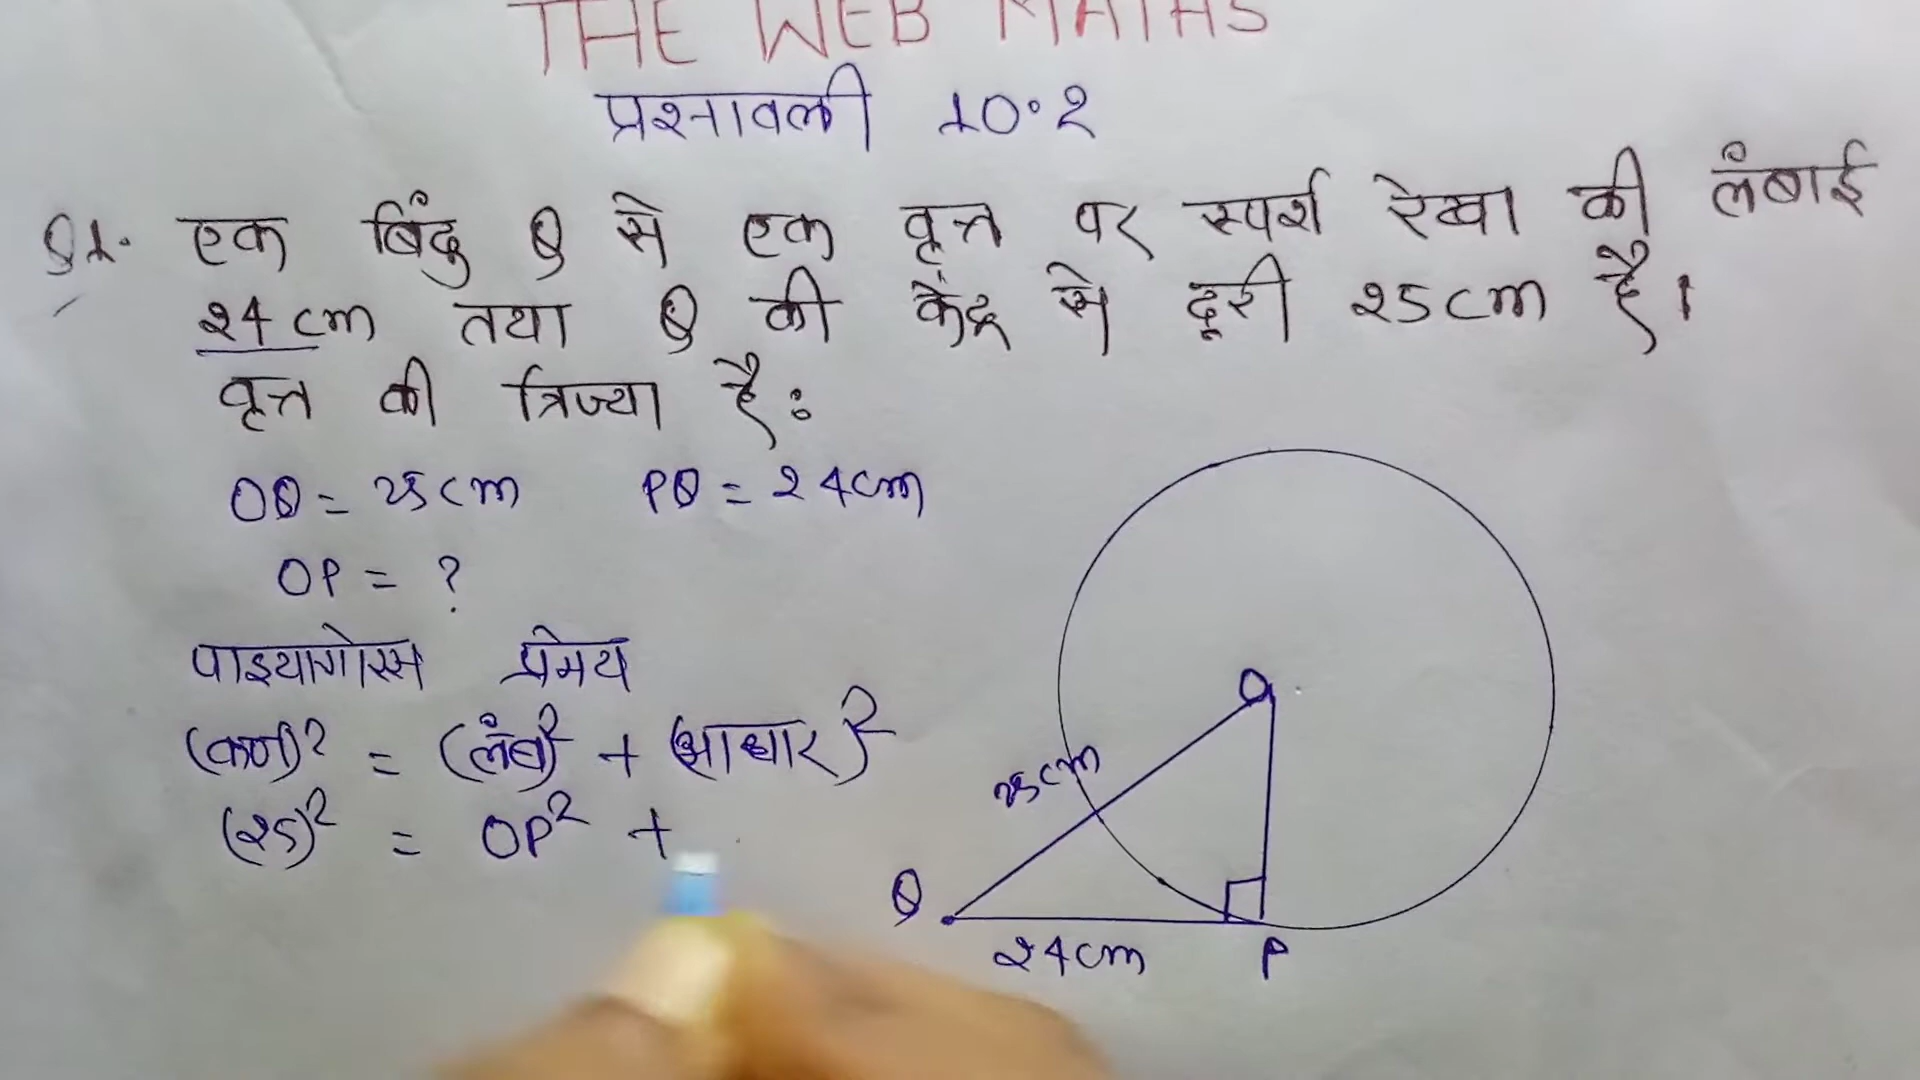 THE WEB MATHS
प्रश्नावली 10.2
Q1. एक बिंदु Q से एक वृत्त पर स्पर्श रेखा की लंबाई
24 cm तथा Q की केंद्र से दूरी 25 cm है।
वृत्त की त्रिज्या है:
OQ = 25 cm PQ = 24 cm
OP = ?
पाइथागोरस प्रमेय
(कर्ण)² = (लंब)² + (आधार)²
(25)² = OP² +
O
25 cm
Q
24 cm P